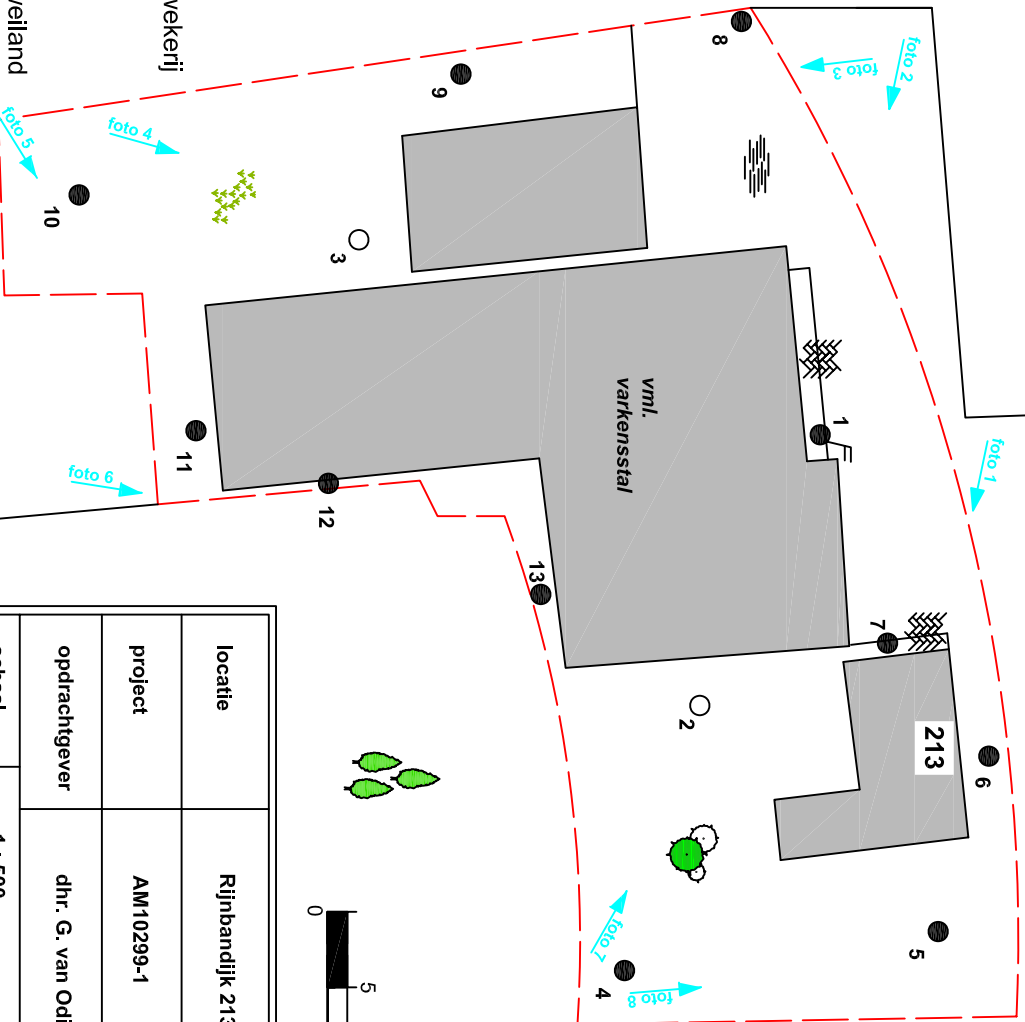 8
9
10
11
12
13
1
2
3
4
5
6
7
213
vml.
varkensstal
foto 1
foto 2
foto 3
foto 4
foto 5
foto 6
foto 7
foto 8
locatie
Rijnbandijk 213
project
AM10299-1
opdrachtgever
dhr. G. van Odi
0
5